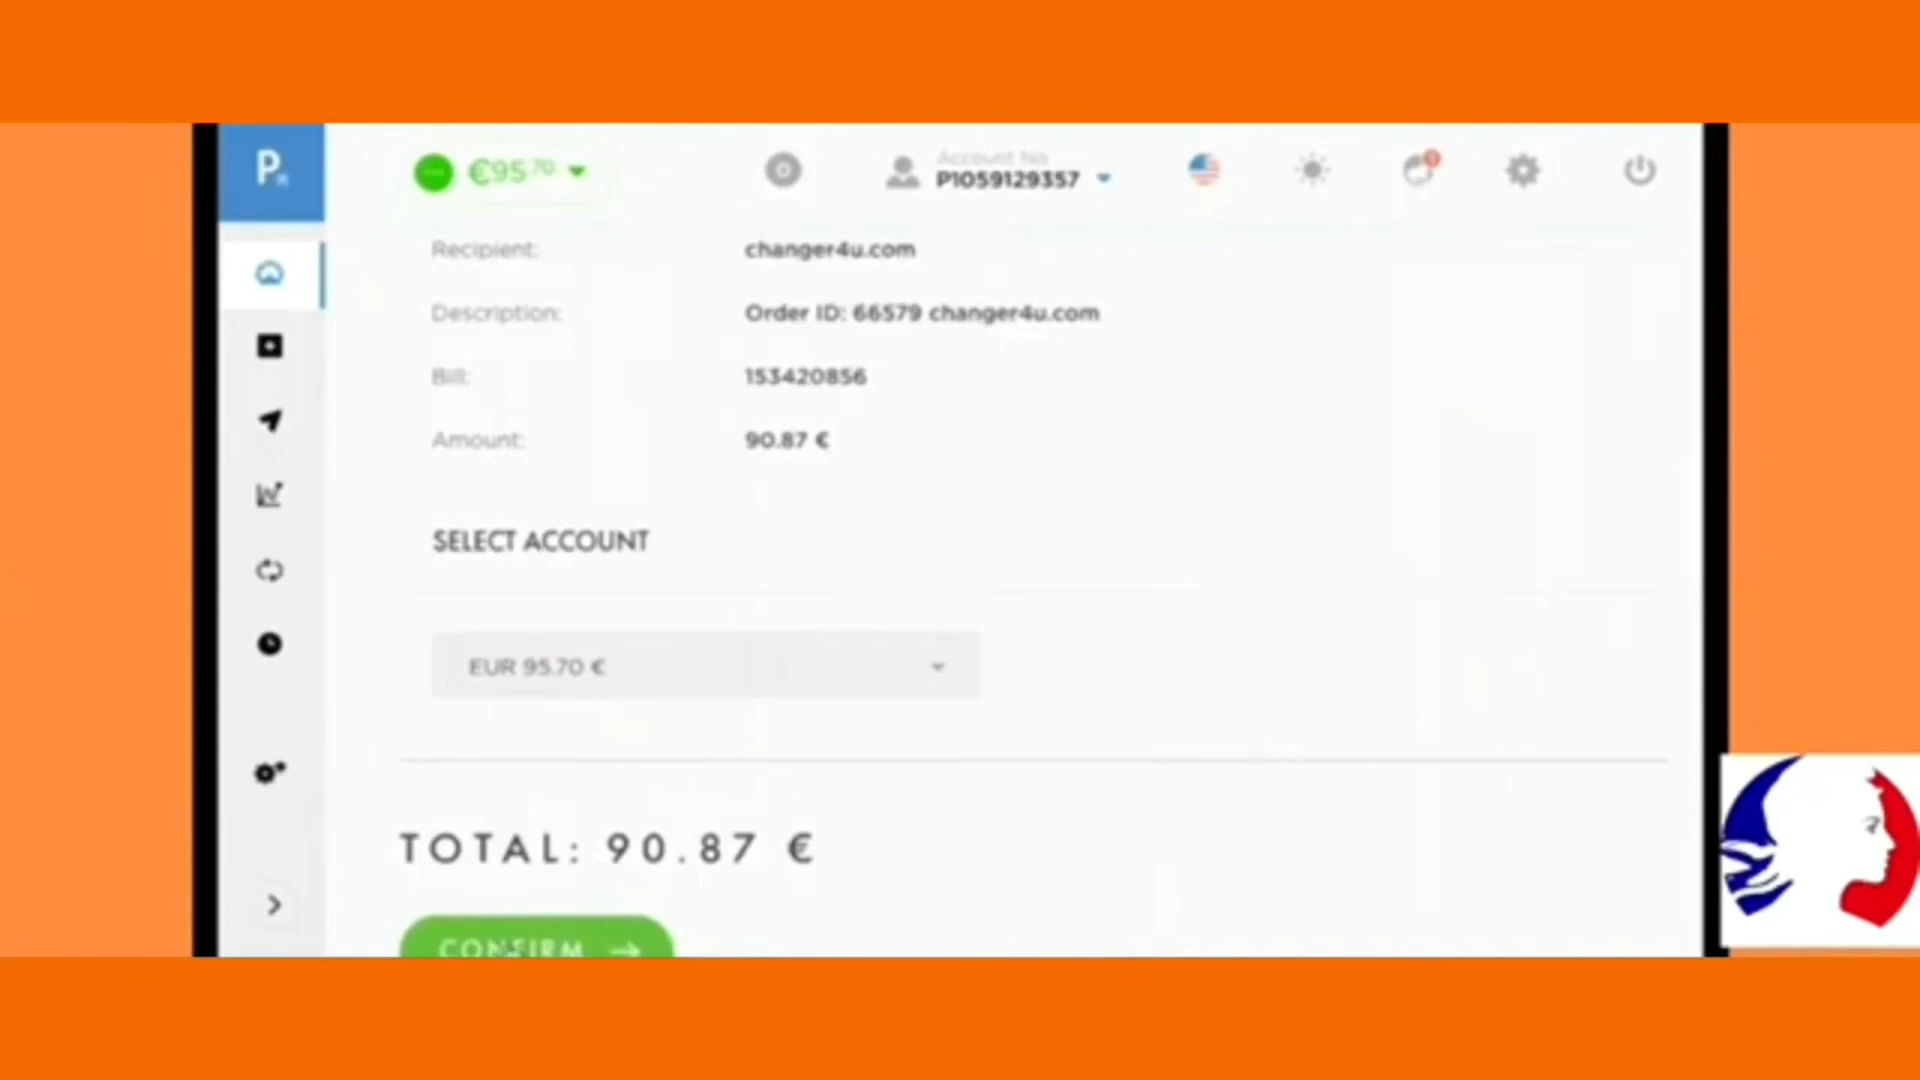 P
€95.70
Account No
P1059129357
Recipient: changer4u.com
Description: Order ID: 66579 changer4u.com
Bill: 153420856
Amount: 90.87 €
SELECT ACCOUNT
EUR 95.70 €
TOTAL: 90.87 €
CONFIRM